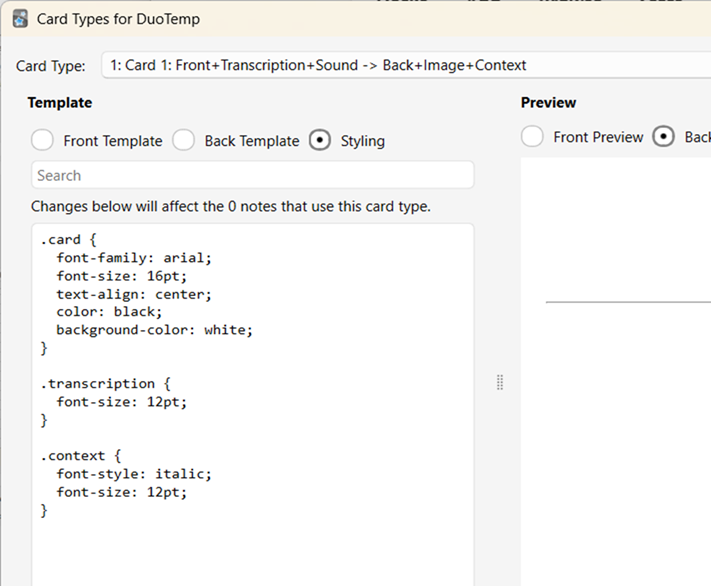 Card Types for DuoTemp
Card Type: 1: Card 1: Front+Transcription+Sound -> Back+Image+Context
Template
Front Template Back Template Styling
Search
Changes below will affect the 0 notes that use this card type.
.card {
  font-family: arial;
  font-size: 16pt;
  text-align: center;
  color: black;
  background-color: white;
}
.transcription {
  font-size: 12pt;
}
.context {
  font-style: italic;
  font-size: 12pt;
}
Preview
Front Preview Back